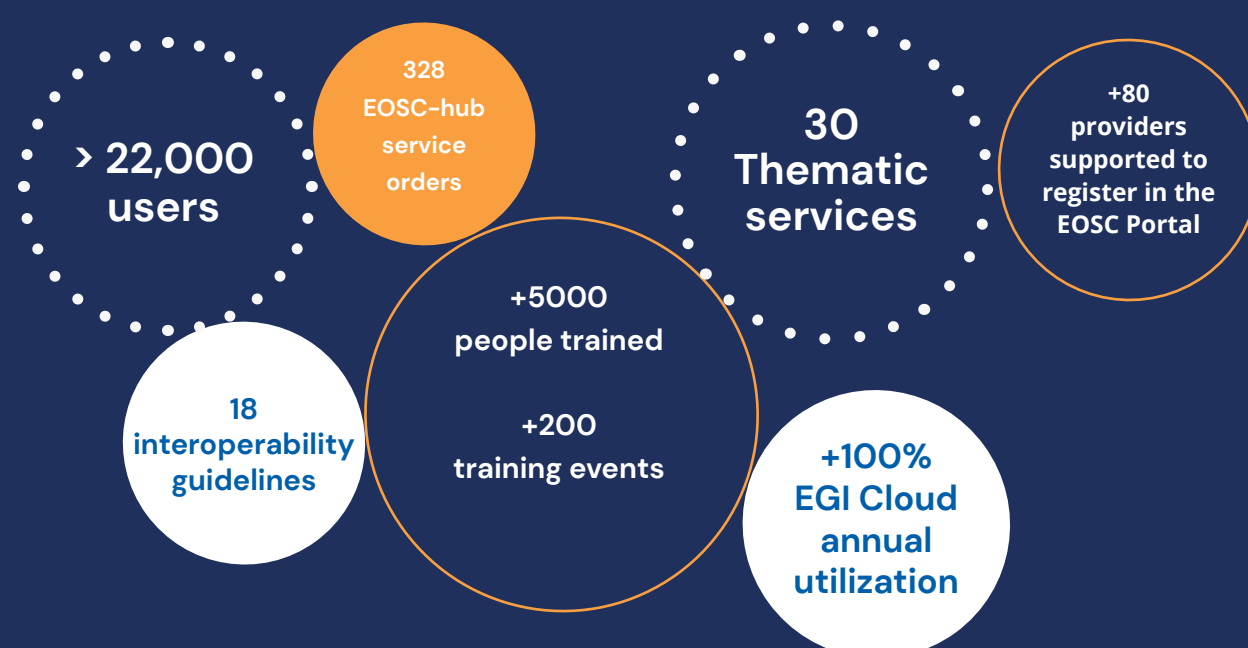 > 22,000
users
328
EOSC-hub
service
orders
30
Thematic
services
+80
providers
supported to
register in the
EOSC Portal
+5000
people trained
+200
training events
18
interoperability
guidelines
+100%
EGI Cloud
annual
utilization